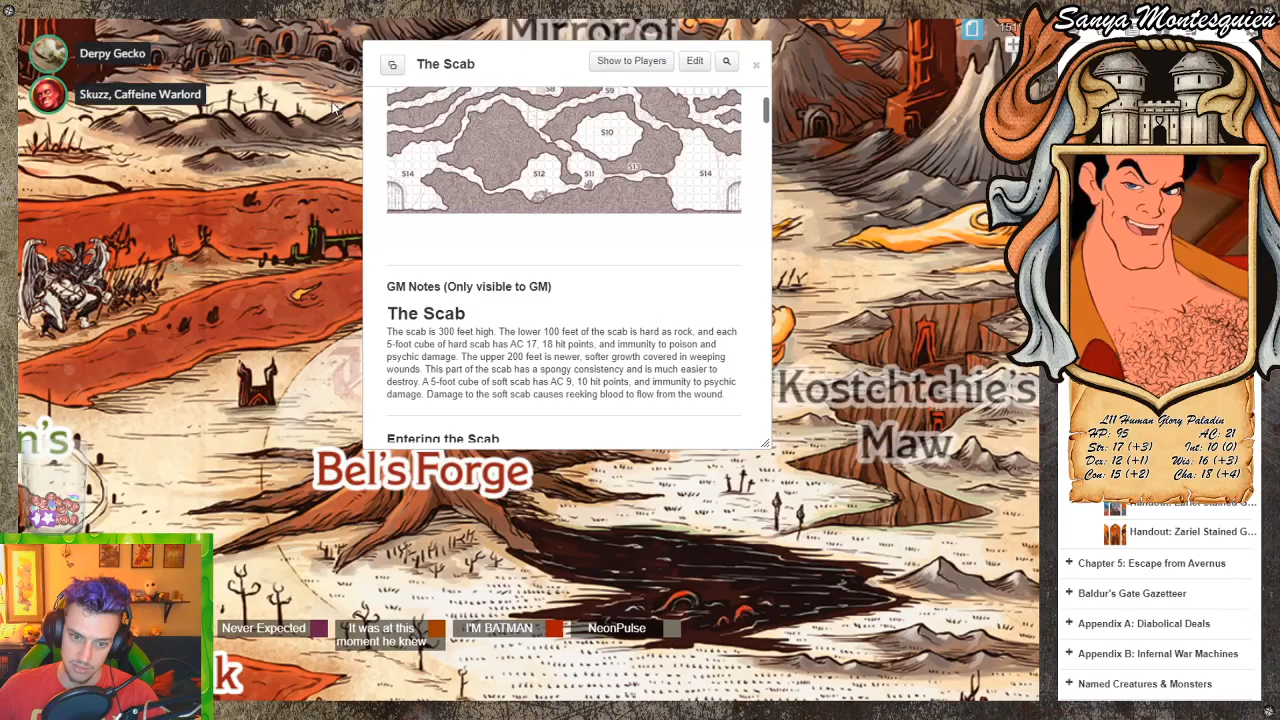 Mirror of
Sanya Montesquieu
Derpy Gecko
Skuzz, Caffeine Warlord
The Scab
Show to Players
Edit
S8
S9
S10
S14
S12
S11
S13
S14
GM Notes (Only visible to GM)
The Scab
The scab is 300 feet high. The lower 100 feet of the scab is hard as rock, and each
5-foot cube of hard scab has AC 17, 18 hit points, and immunity to poison and
psychic damage. The upper 200 feet is newer, softer growth covered in weeping
wounds. This part of the scab has a spongy consistency and is much easier to
destroy. A 5-foot cube of soft scab has AC 9, 10 hit points, and immunity to psychic
damage. Damage to the soft scab causes reeking blood to flow from the wound.
Entering the Scab
Kostchtchie's
Maw
n's
Bel's Forge
k
L11 Human Glory Paladin
HP: 95 AC: 21
Str: 17 (+3) Int: 10 (0)
Dex: 12 (+1) Wis: 16 (+3)
Con: 15 (+2) Cha: 18 (+4)
Handout: Zariel Stained G...
Chapter 5: Escape from Avernus
Baldur's Gate Gazetteer
Appendix A: Diabolical Deals
Appendix B: Infernal War Machines
Named Creatures & Monsters
Never Expected
It was at this
moment he knew
I'M BATMAN
NeonPulse